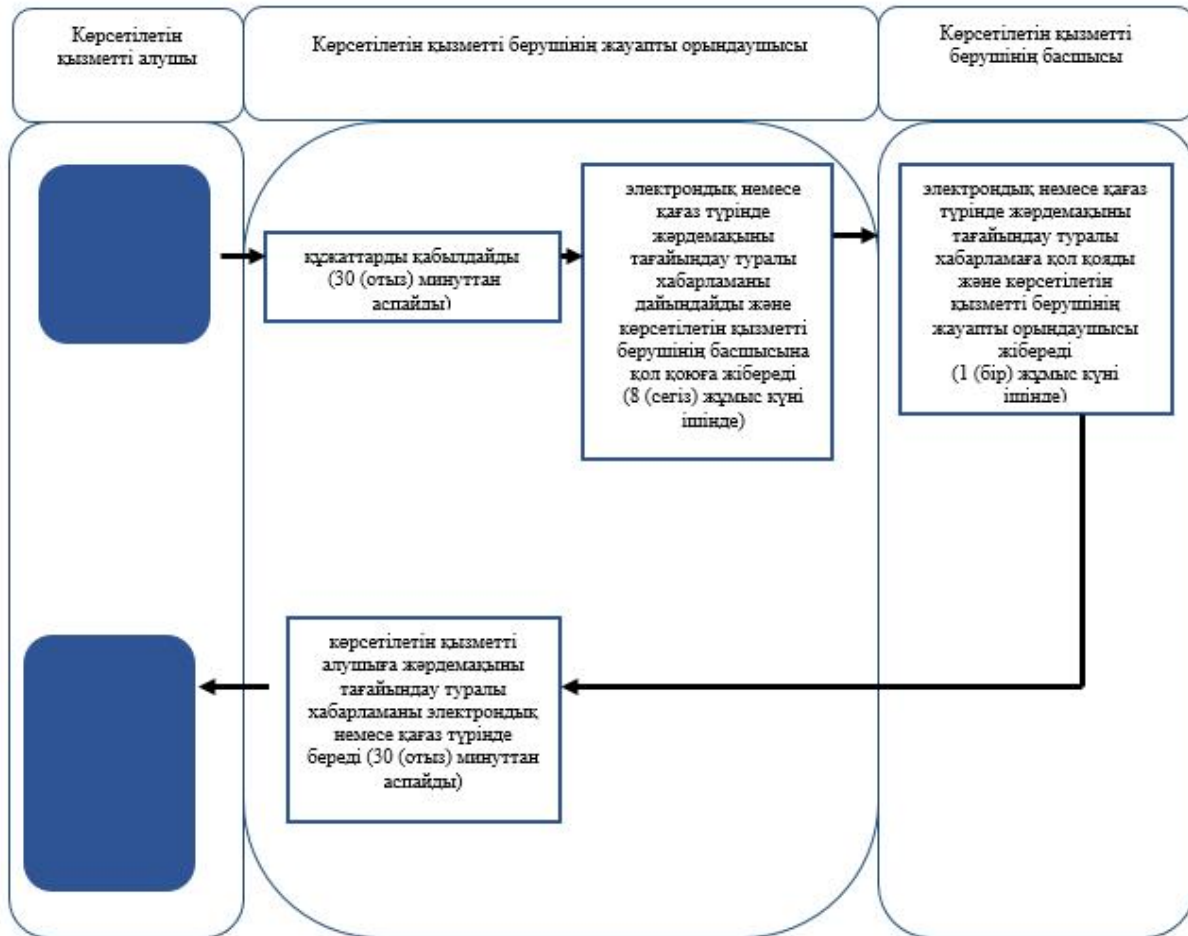 Көрсетілетін
қызметті алушы
Көрсетілетін қызметті берушінің жауапты орындаушысы
Көрсетілетін қызметті
берушінің басшысы
құжаттарды қабылдайды
(30 (отыз) минуттан
аспайды)
электрондық немесе
қағаз түрінде
жәрдемақыны
тағайындау туралы
хабарламаны
дайындайды және
көрсетілетін қызметті
берушінің басшысына
қол қоюға жібереді
(8 (сегіз) жұмыс күні
ішінде)
электрондық немесе қағаз
түрінде жәрдемақыны
тағайындау туралы
хабарламаға қол қояды
және көрсетілетін
қызметті берушінің
жауапты орындаушысы
жібереді
(1 (бір) жұмыс күні
ішінде)
көрсетілетін қызметті
алушыға жәрдемақыны
тағайындау туралы
хабарламаны электрондық
немесе қағаз түрінде
береді (30 (отыз) минуттан
аспайды)